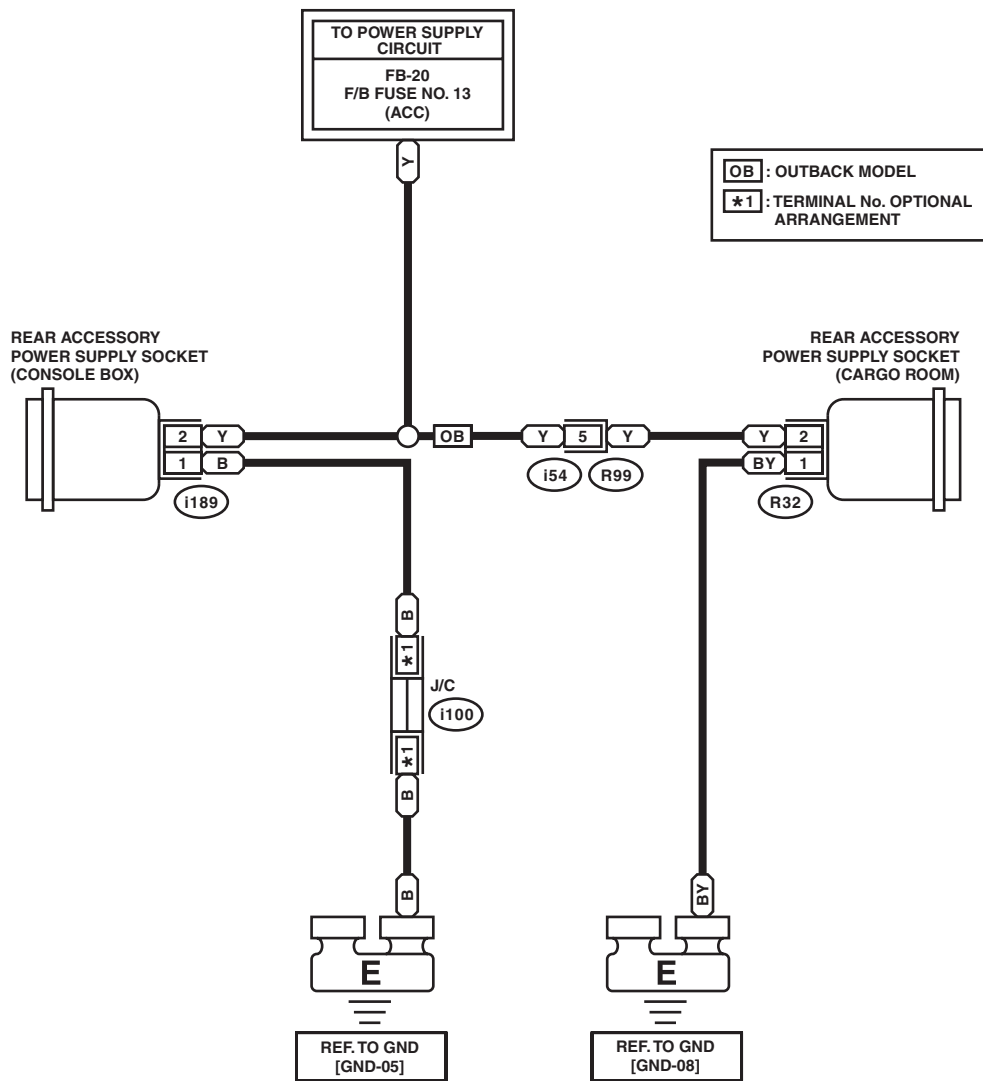 TO POWER SUPPLY
CIRCUIT
FB-20
F/B FUSE NO. 13
(ACC)
Y
OB : OUTBACK MODEL
*1 : TERMINAL No. OPTIONAL
ARRANGEMENT
REAR ACCESSORY
POWER SUPPLY SOCKET
(CONSOLE BOX)
REAR ACCESSORY
POWER SUPPLY SOCKET
(CARGO ROOM)
2 Y OB Y 5 Y Y 2
1 B BY 1
i189 i54 R99 R32
B
*1
J/C
i100
*1
B
B BY
E E
REF. TO GND
[GND-05]
REF. TO GND
[GND-08]